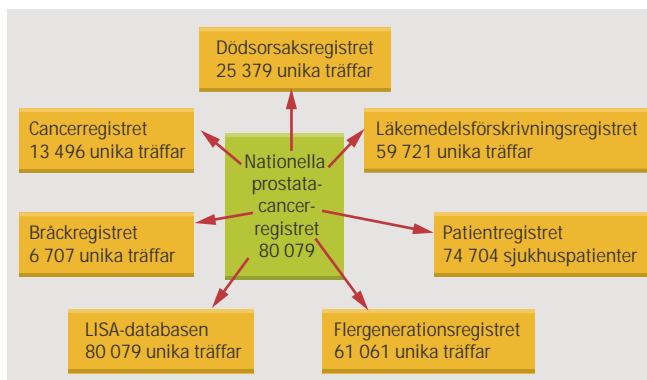 Dödsorsaksregistret
25 379 unika träffar
Cancerregistret
13 496 unika träffar
Läkemedelsförskrivningsregistret
59 721 unika träffar
Nationella
prostata-
cancer-
registret
80 079
Bråckregistret
6 707 unika träffar
Patientregistret
74 704 sjukhuspatienter
LISA-databasen
80 079 unika träffar
Flergenerationsregistret
61 061 unika träffar